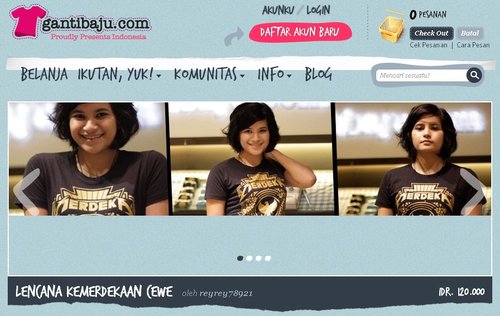 gantibaju.com
Proudly Presents Indonesia
AKUNKU / LOGIN
DAFTAR AKUN BARU
0 PESANAN
Check Out Batal
Cek Pesanan | Cara Pesan
BELANJA IKUTAN, YUK! KOMUNITAS INFO BLOG
Mencari sesuatu?
MERDEKA
MERDEKA
MERDEKA
LENCANA KEMERDEKAAN CEWE oleh reyrey78921 IDR. 120.000